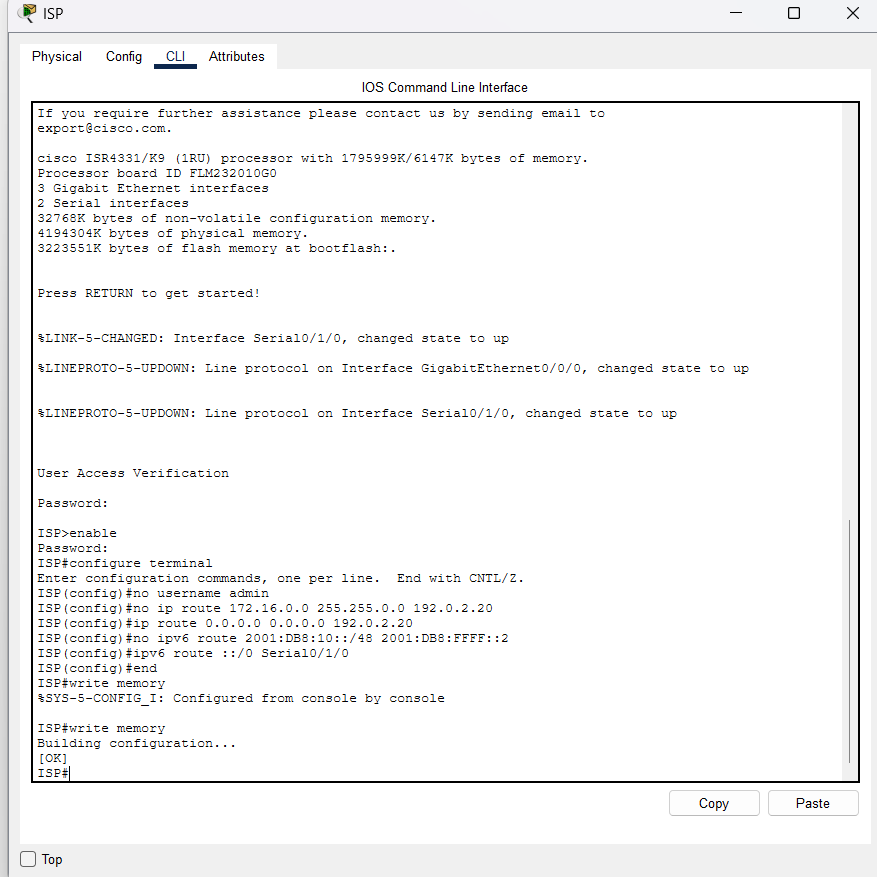 ISP
Physical Config CLI Attributes
IOS Command Line Interface
If you require further assistance please contact us by sending email to
export@cisco.com.
cisco ISR4331/K9 (1RU) processor with 1795999K/6147K bytes of memory.
Processor board ID FLM232010G0
3 Gigabit Ethernet interfaces
2 Serial interfaces
32768K bytes of non-volatile configuration memory.
4194304K bytes of physical memory.
3223551K bytes of flash memory at bootflash:.
Press RETURN to get started!
%LINK-5-CHANGED: Interface Serial0/1/0, changed state to up
%LINEPROTO-5-UPDOWN: Line protocol on Interface GigabitEthernet0/0/0, changed state to up
%LINEPROTO-5-UPDOWN: Line protocol on Interface Serial0/1/0, changed state to up
User Access Verification
Password:
ISP>enable
Password:
ISP#configure terminal
Enter configuration commands, one per line.  End with CNTL/Z.
ISP(config)#no username admin
ISP(config)#no ip route 172.16.0.0 255.255.0.0 192.0.2.20
ISP(config)#ip route 0.0.0.0 0.0.0.0 192.0.2.20
ISP(config)#no ipv6 route 2001:DB8:10::/48 2001:DB8:FFFF::2
ISP(config)#ipv6 route ::/0 Serial0/1/0
ISP(config)#end
ISP#write memory
%SYS-5-CONFIG_I: Configured from console by console
ISP#write memory
Building configuration...
[OK]
ISP#
Copy Paste
Top